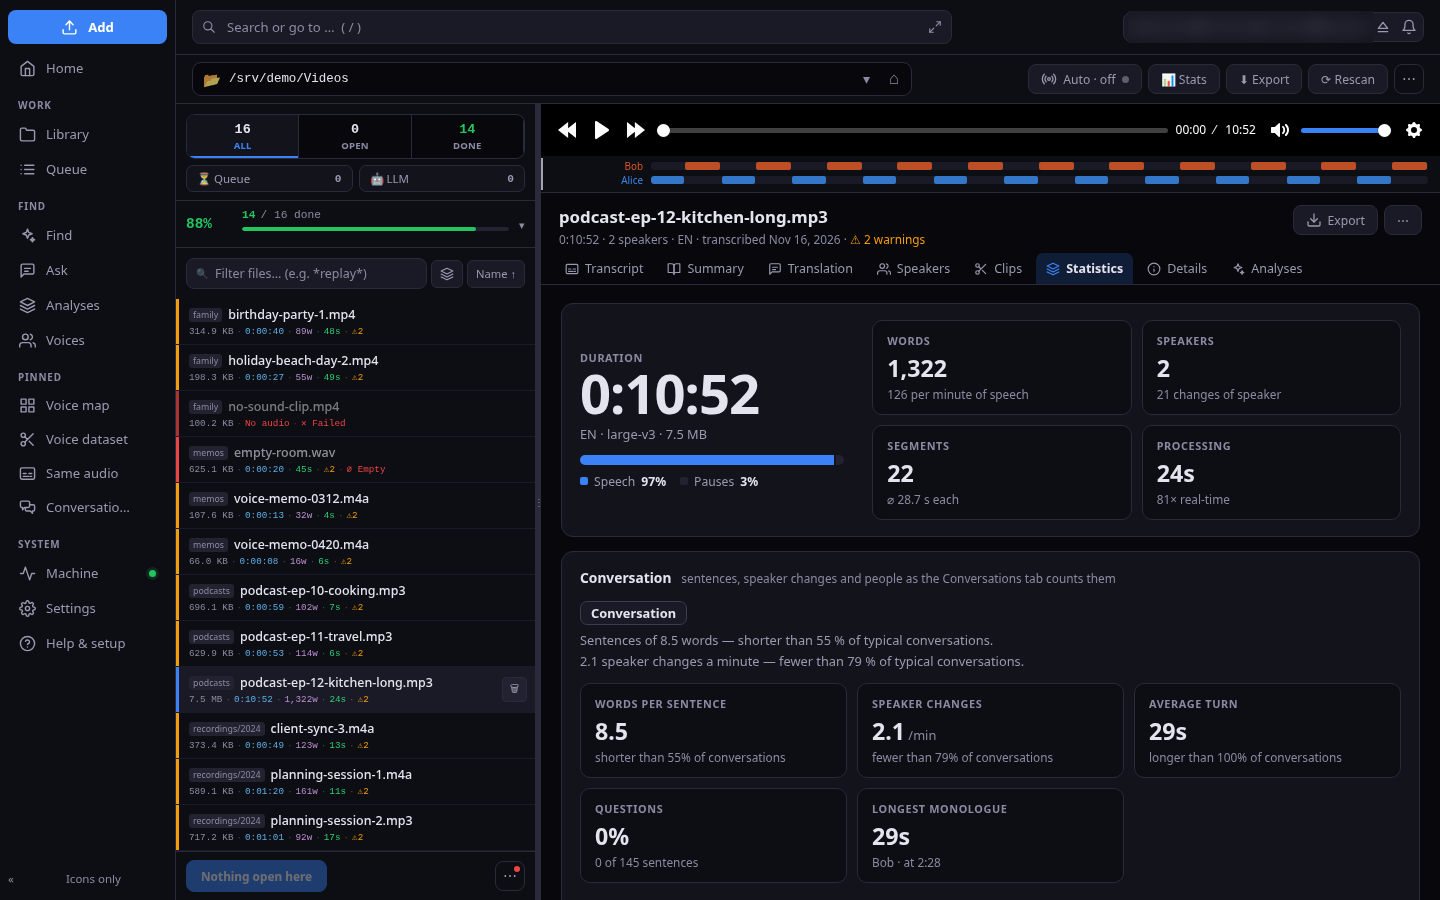 Add
Home
WORK
Library
Queue
FIND
Find
Ask
Analyses
Voices
PINNED
Voice map
Voice dataset
Same audio
Conversatio...
SYSTEM
Machine
Settings
Help & setup
« Icons only
Search or go to ... ( / )
/srv/demo/Videos
Auto · off
Stats
Export
Rescan
16 ALL
0 OPEN
14 DONE
Queue 0
LLM 0
88%
14 / 16 done
Filter files... (e.g. *replay*)
Name ↑
family birthday-party-1.mp4
314.9 KB · 0:00:40 · 89w · 48s · ⚠2
family holiday-beach-day-2.mp4
198.3 KB · 0:00:27 · 55w · 49s · ⚠2
family no-sound-clip.mp4
100.2 KB · No audio · ✕ Failed
memos empty-room.wav
625.1 KB · 0:00:20 · 45s · ⚠2 · ∅ Empty
memos voice-memo-0312.m4a
107.6 KB · 0:00:13 · 32w · 4s · ⚠2
memos voice-memo-0420.m4a
66.0 KB · 0:00:08 · 16w · 6s · ⚠2
podcasts podcast-ep-10-cooking.mp3
696.1 KB · 0:00:59 · 102w · 7s · ⚠2
podcasts podcast-ep-11-travel.mp3
629.9 KB · 0:00:53 · 114w · 6s · ⚠2
podcasts podcast-ep-12-kitchen-long.mp3
7.5 MB · 0:10:52 · 1,322w · 24s · ⚠2
recordings/2024 client-sync-3.m4a
373.4 KB · 0:00:49 · 123w · 13s · ⚠2
recordings/2024 planning-session-1.m4a
589.1 KB · 0:01:20 · 161w · 11s · ⚠2
recordings/2024 planning-session-2.mp3
717.2 KB · 0:01:01 · 92w · 17s · ⚠2
Nothing open here
00:00 / 10:52
Bob
Alice
podcast-ep-12-kitchen-long.mp3
0:10:52 · 2 speakers · EN · transcribed Nov 16, 2026 · ⚠ 2 warnings
Export
Transcript
Summary
Translation
Speakers
Clips
Statistics
Details
Analyses
DURATION
0:10:52
EN · large-v3 · 7.5 MB
Speech 97% Pauses 3%
WORDS
1,322
126 per minute of speech
SPEAKERS
2
21 changes of speaker
SEGMENTS
22
⌀ 28.7 s each
PROCESSING
24s
81× real-time
Conversation sentences, speaker changes and people as the Conversations tab counts them
Conversation
Sentences of 8.5 words — shorter than 55 % of typical conversations.
2.1 speaker changes a minute — fewer than 79 % of typical conversations.
WORDS PER SENTENCE
8.5
shorter than 55% of conversations
SPEAKER CHANGES
2.1 /min
fewer than 79% of conversations
AVERAGE TURN
29s
longer than 100% of conversations
QUESTIONS
0%
0 of 145 sentences
LONGEST MONOLOGUE
29s
Bob · at 2:28